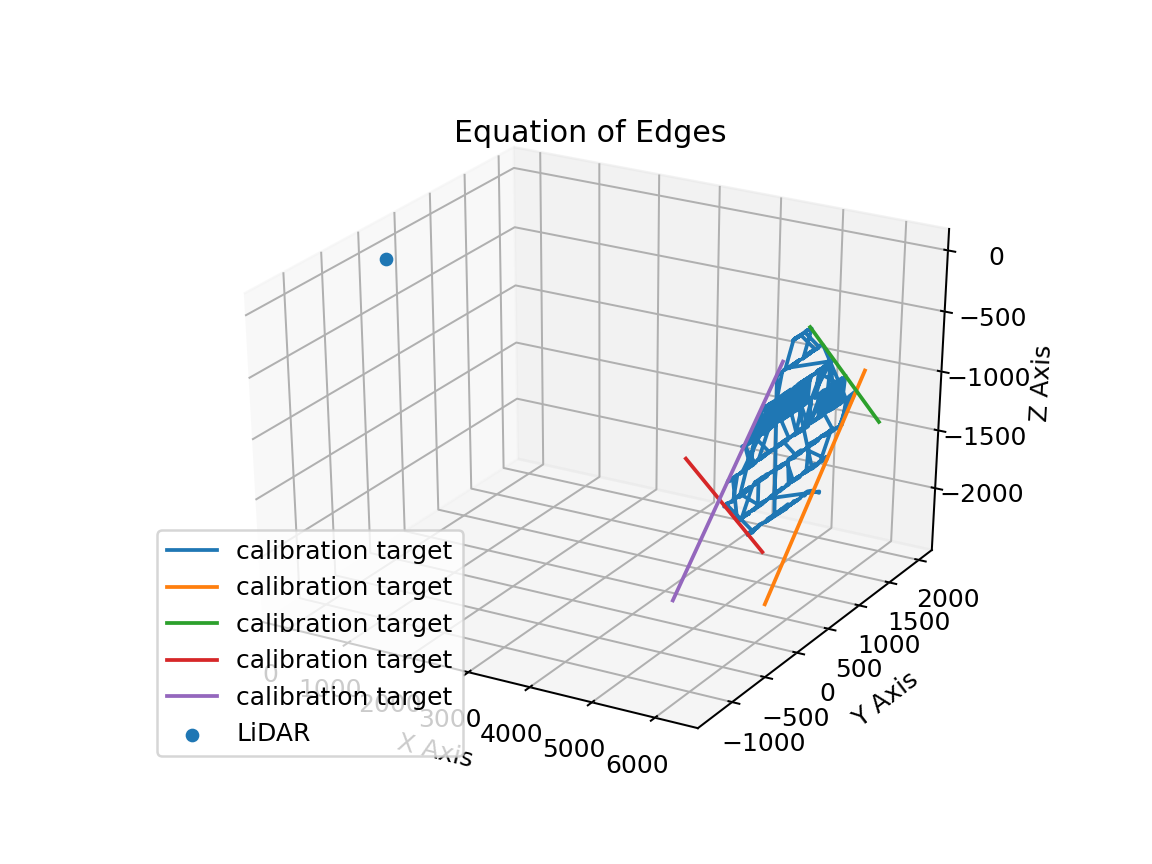 Equation of Edges
0
−500
−1000
−1500
−2000
Z Axis
2000
1500
1000
500
0
−500
−1000
Y Axis
0
1000
2000
3000
4000
5000
6000
X Axis
calibration target
calibration target
calibration target
calibration target
calibration target
LiDAR